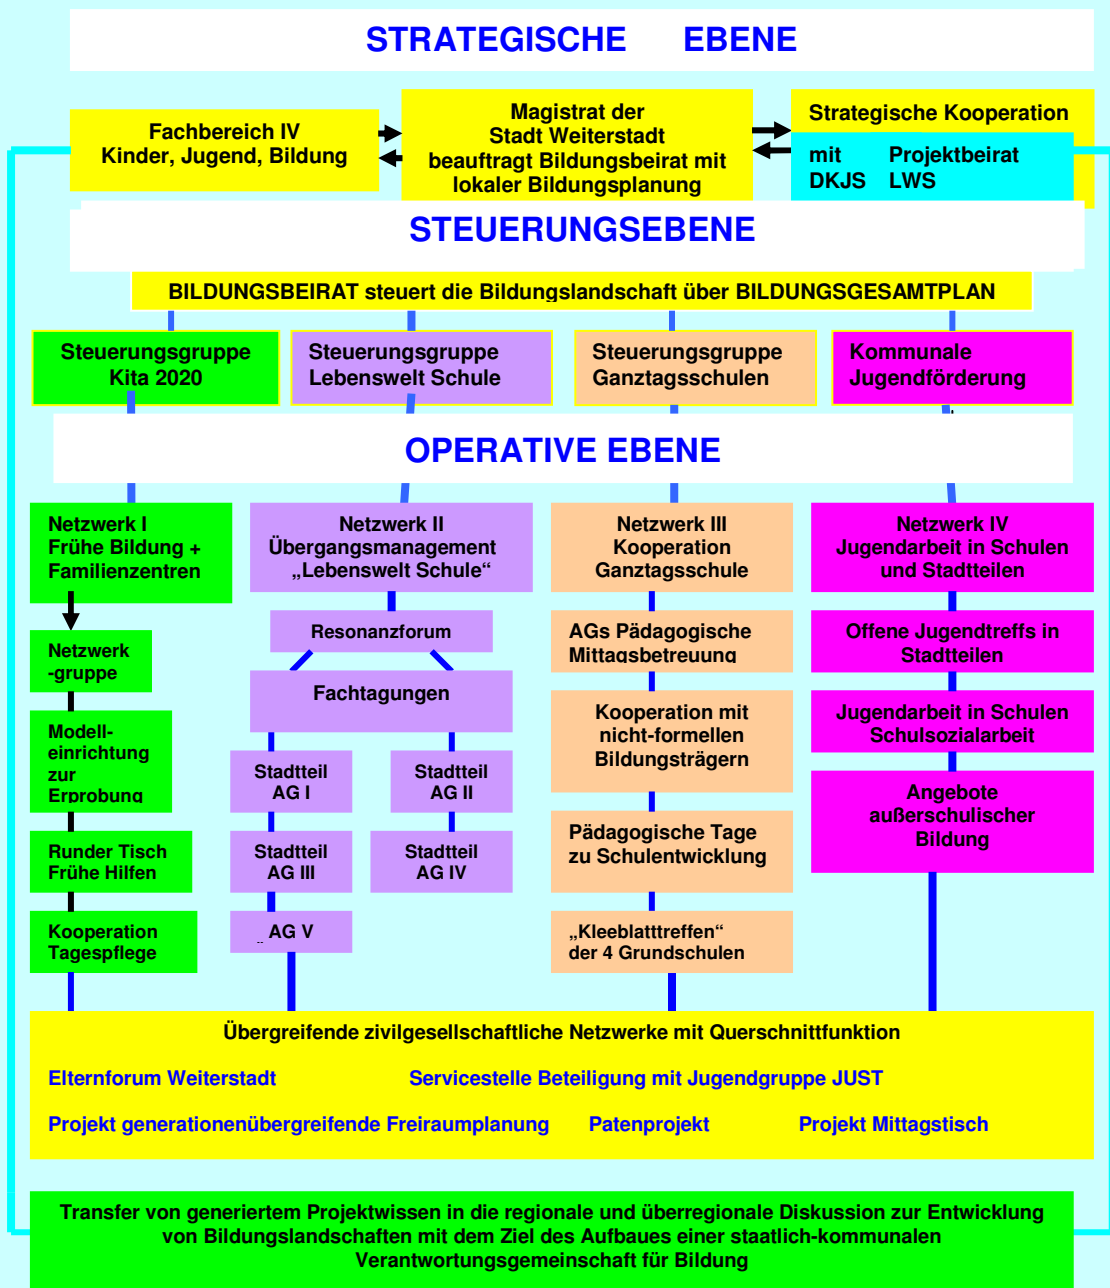 STRATEGISCHE EBENE
Fachbereich IV
Kinder, Jugend, Bildung
Magistrat der
Stadt Weiterstadt
beauftragt Bildungsbeirat mit
lokaler Bildungsplanung
Strategische Kooperation
mit Projektbeirat
DKJS LWS
STEUERUNGSEBENE
BILDUNGSBEIRAT steuert die Bildungslandschaft über BILDUNGSGESAMTPLAN
Steuerungsgruppe
Kita 2020
Steuerungsgruppe
Lebenswelt Schule
Steuerungsgruppe
Ganztagsschulen
Kommunale
Jugendförderung
OPERATIVE EBENE
Netzwerk I
Frühe Bildung +
Familienzentren
Netzwerk
-gruppe
Modell-
einrichtung
zur
Erprobung
Runder Tisch
Frühe Hilfen
Kooperation
Tagespflege
Netzwerk II
Übergangsmanagement
„Lebenswelt Schule“
Resonanzforum
Fachtagungen
Stadtteil
AG I
Stadtteil
AG II
Stadtteil
AG III
Stadtteil
AG IV
„ AG V
Netzwerk III
Kooperation
Ganztagsschule
AGs Pädagogische
Mittagsbetreuung
Kooperation mit
nicht-formellen
Bildungsträgern
Pädagogische Tage
zu Schulentwicklung
„Kleeblatttreffen“
der 4 Grundschulen
Netzwerk IV
Jugendarbeit in Schulen
und Stadtteilen
Offene Jugendtreffs in
Stadtteilen
Jugendarbeit in Schulen
Schulsozialarbeit
Angebote
außerschulischer
Bildung
Übergreifende zivilgesellschaftliche Netzwerke mit Querschnittfunktion
Elternforum Weiterstadt Servicestelle Beteiligung mit Jugendgruppe JUST
Projekt generationenübergreifende Freiraumplanung Patenprojekt Projekt Mittagstisch
Transfer von generiertem Projektwissen in die regionale und überregionale Diskussion zur Entwicklung
von Bildungslandschaften mit dem Ziel des Aufbaues einer staatlich-kommunalen
Verantwortungsgemeinschaft für Bildung